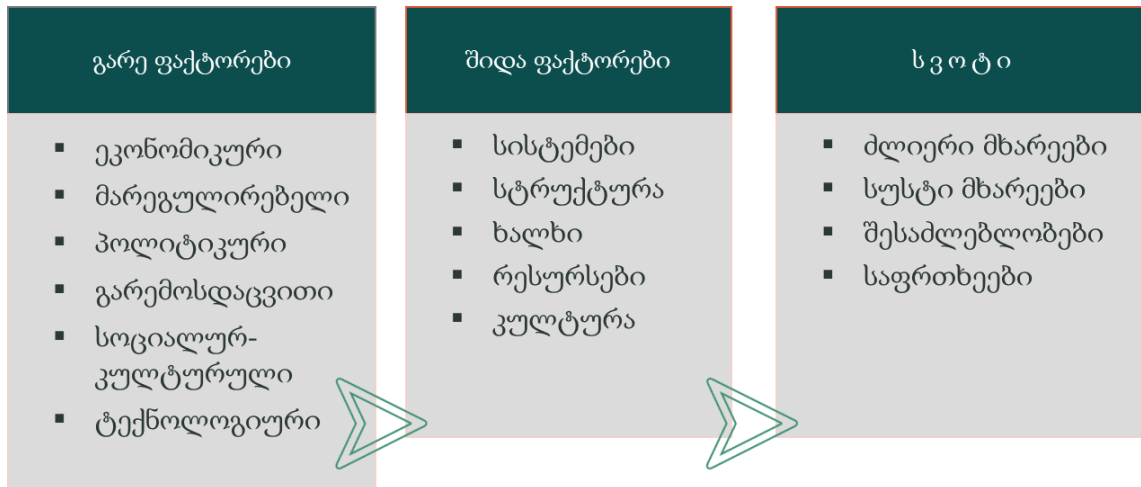 გარე ფაქტორები
ეკონომიკური
მარეგულირებელი
პოლიტიკური
გარემოსდაცვითი
სოციალურ-
კულტურული
ტექნოლოგიური
შიდა ფაქტორები
სისტემები
სტრუქტურა
ხალხი
რესურსები
კულტურა
ს ვ ო ტ ი
ძლიერი მხარეები
სუსტი მხარეები
შესაძლებლობები
საფრთხეები